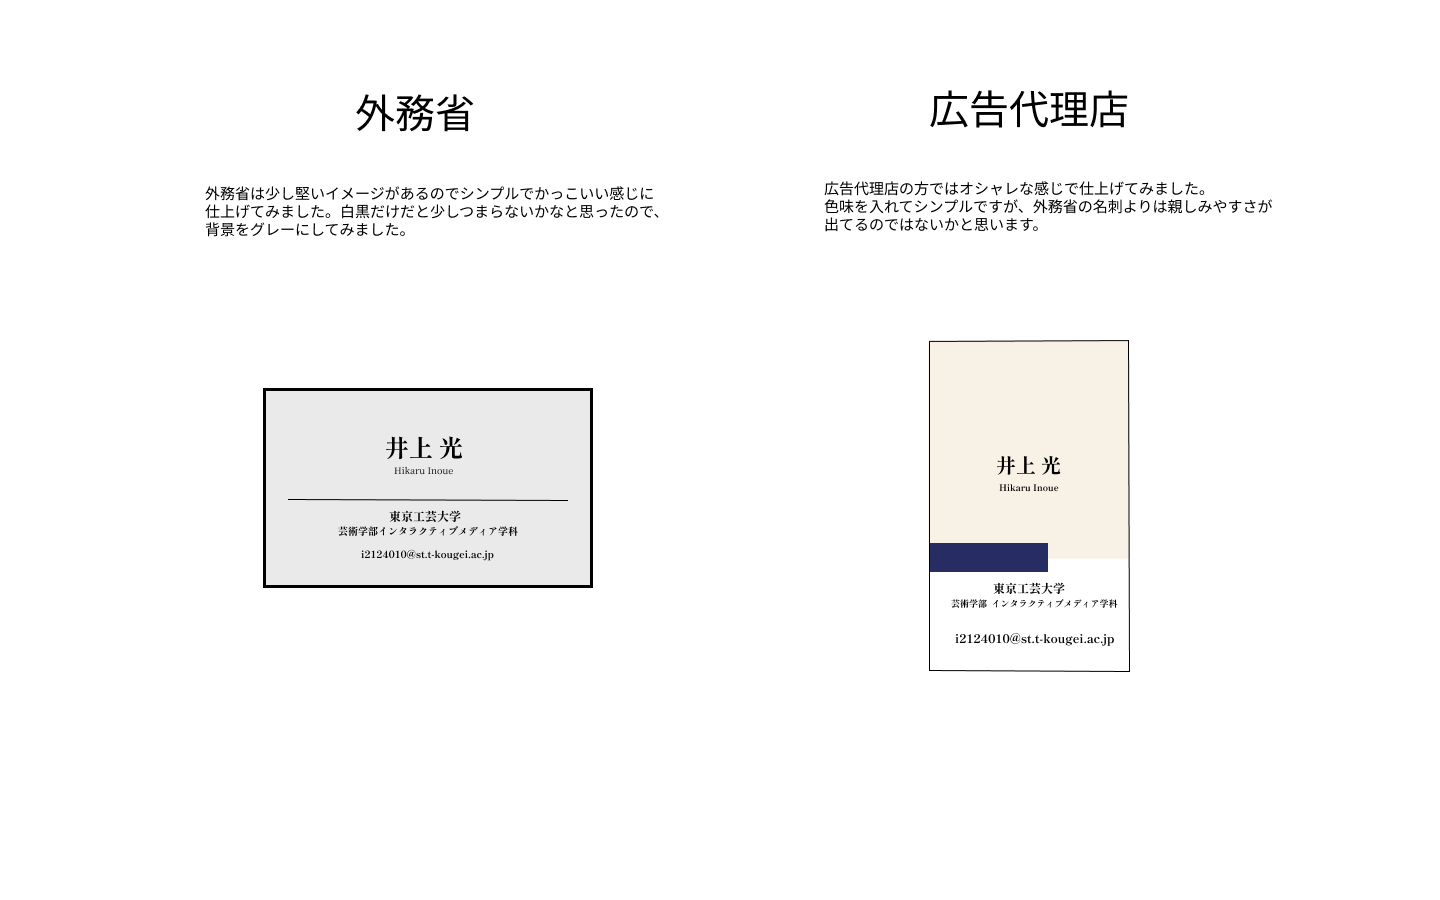 外務省
外務省は少し堅いイメージがあるのでシンプルでかっこいい感じに
仕上げてみました。白黒だけだと少しつまらないかなと思ったので、
背景をグレーにしてみました。
井上 光
Hikaru Inoue
東京工芸大学
芸術学部インタラクティブメディア学科
i2124010@st.t-kougei.ac.jp
広告代理店
広告代理店の方ではオシャレな感じで仕上げてみました。
色味を入れてシンプルですが、外務省の名刺よりは親しみやすさが
出てるのではないかと思います。
井上 光
Hikaru Inoue
東京工芸大学
芸術学部 インタラクティブメディア学科
i2124010@st.t-kougei.ac.jp